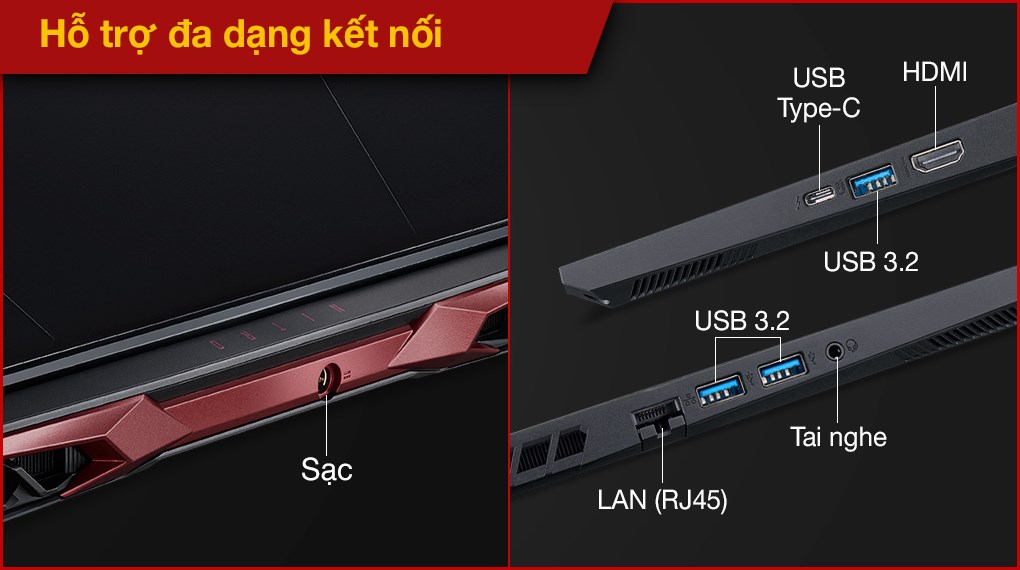 Hỗ trợ đa dạng kết nối
USB
Type-C
HDMI
USB 3.2
USB 3.2
Tai nghe
LAN (RJ45)
NITRO
Sạc